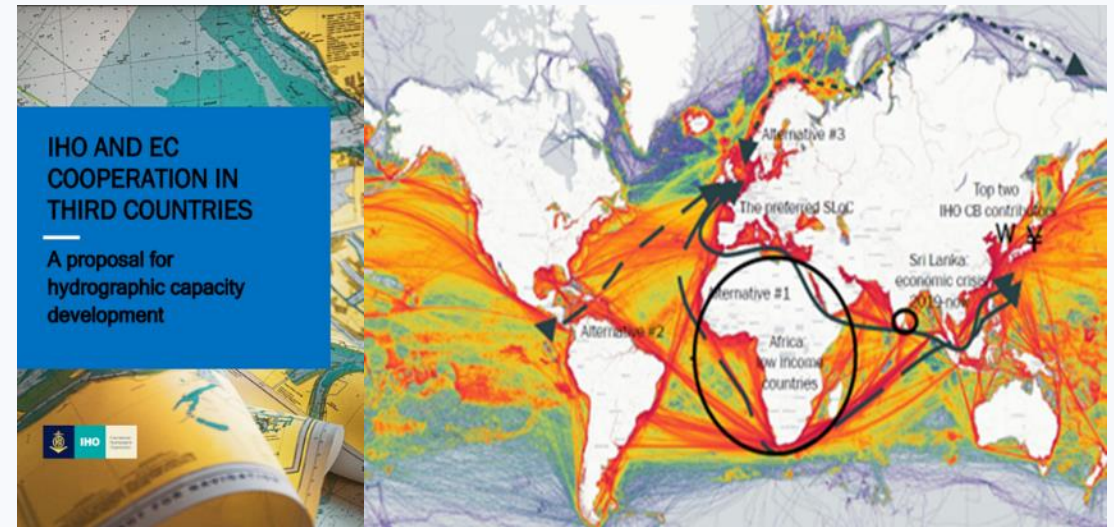 IHO AND EC
COOPERATION IN
THIRD COUNTRIES
A proposal for
hydrographic capacity
development
IHO
Alternative #3
The preferred SLoC
Top two
IHO CB contributors
W ¥
Sri Lanka:
economic crisis
2019-now
Alternative #1
Alternative #2
Africa:
low income
countries